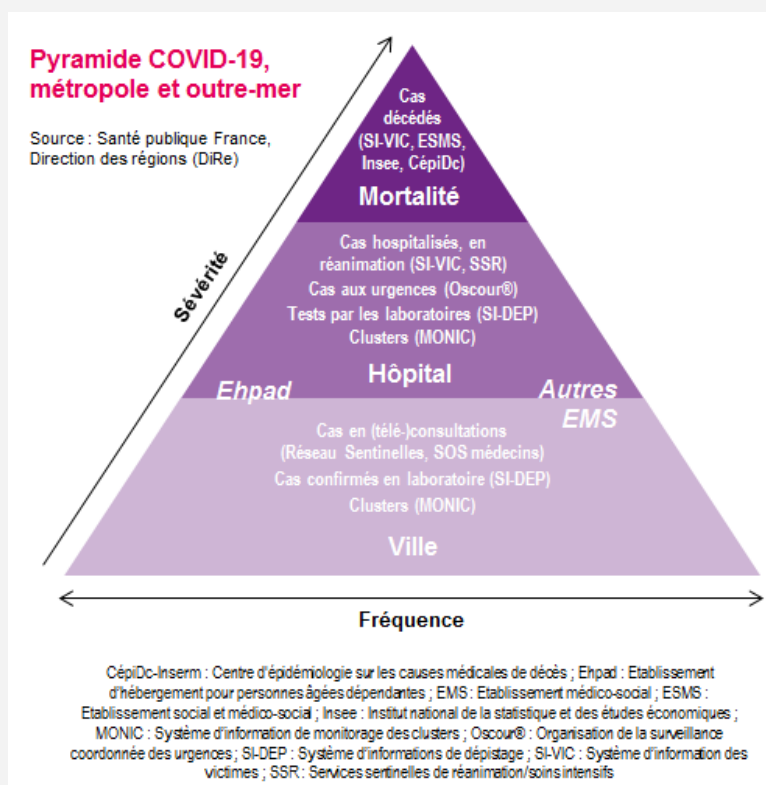 Pyramide COVID-19,
métropole et outre-mer
Source : Santé publique France,
Direction des régions (DiRe)
Sévérité
Cas
décédés
(SI-VIC, ESMS,
Insee, CépiDc)
Mortalité
Cas hospitalisés, en
réanimation (SI-VIC, SSR)
Cas aux urgences (Oscour®)
Tests par les laboratoires (SI-DEP)
Clusters (MONIC)
Hôpital
Ehpad
Autres
EMS
Cas en (télé-)consultations
(Réseau Sentinelles, SOS médecins)
Cas confirmés en laboratoire (SI-DEP)
Clusters (MONIC)
Ville
Fréquence
CépiDc-Inserm : Centre d'épidémiologie sur les causes médicales de décès ; Ehpad : Etablissement
d'hébergement pour personnes âgées dépendantes ; EMS : Etablissement médico-social ; ESMS :
Etablissement social et médico-social ; Insee : Institut national de la statistique et des études économiques ;
MONIC : Système d'information de monitorage des clusters ; Oscour® : Organisation de la surveillance
coordonnée des urgences ; SI-DEP : Système d'informations de dépistage ; SI-VIC : Système d'information des
victimes ; SSR : Services sentinelles de réanimation/soins intensifs